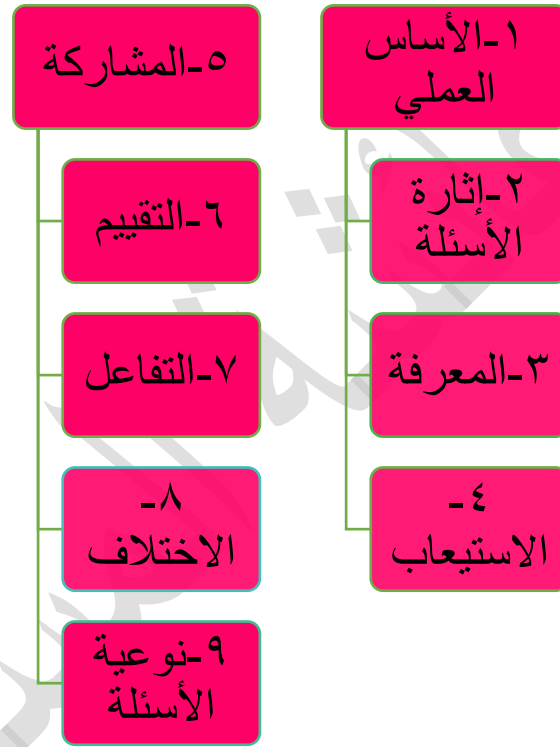 ١-الأساس
العملي
٢-إثارة
الأسئلة
٣-المعرفة
٤-
الاستيعاب
٥-المشاركة
٦-التقييم
٧-التفاعل
٨-
الاختلاف
٩-نوعية
الأسئلة